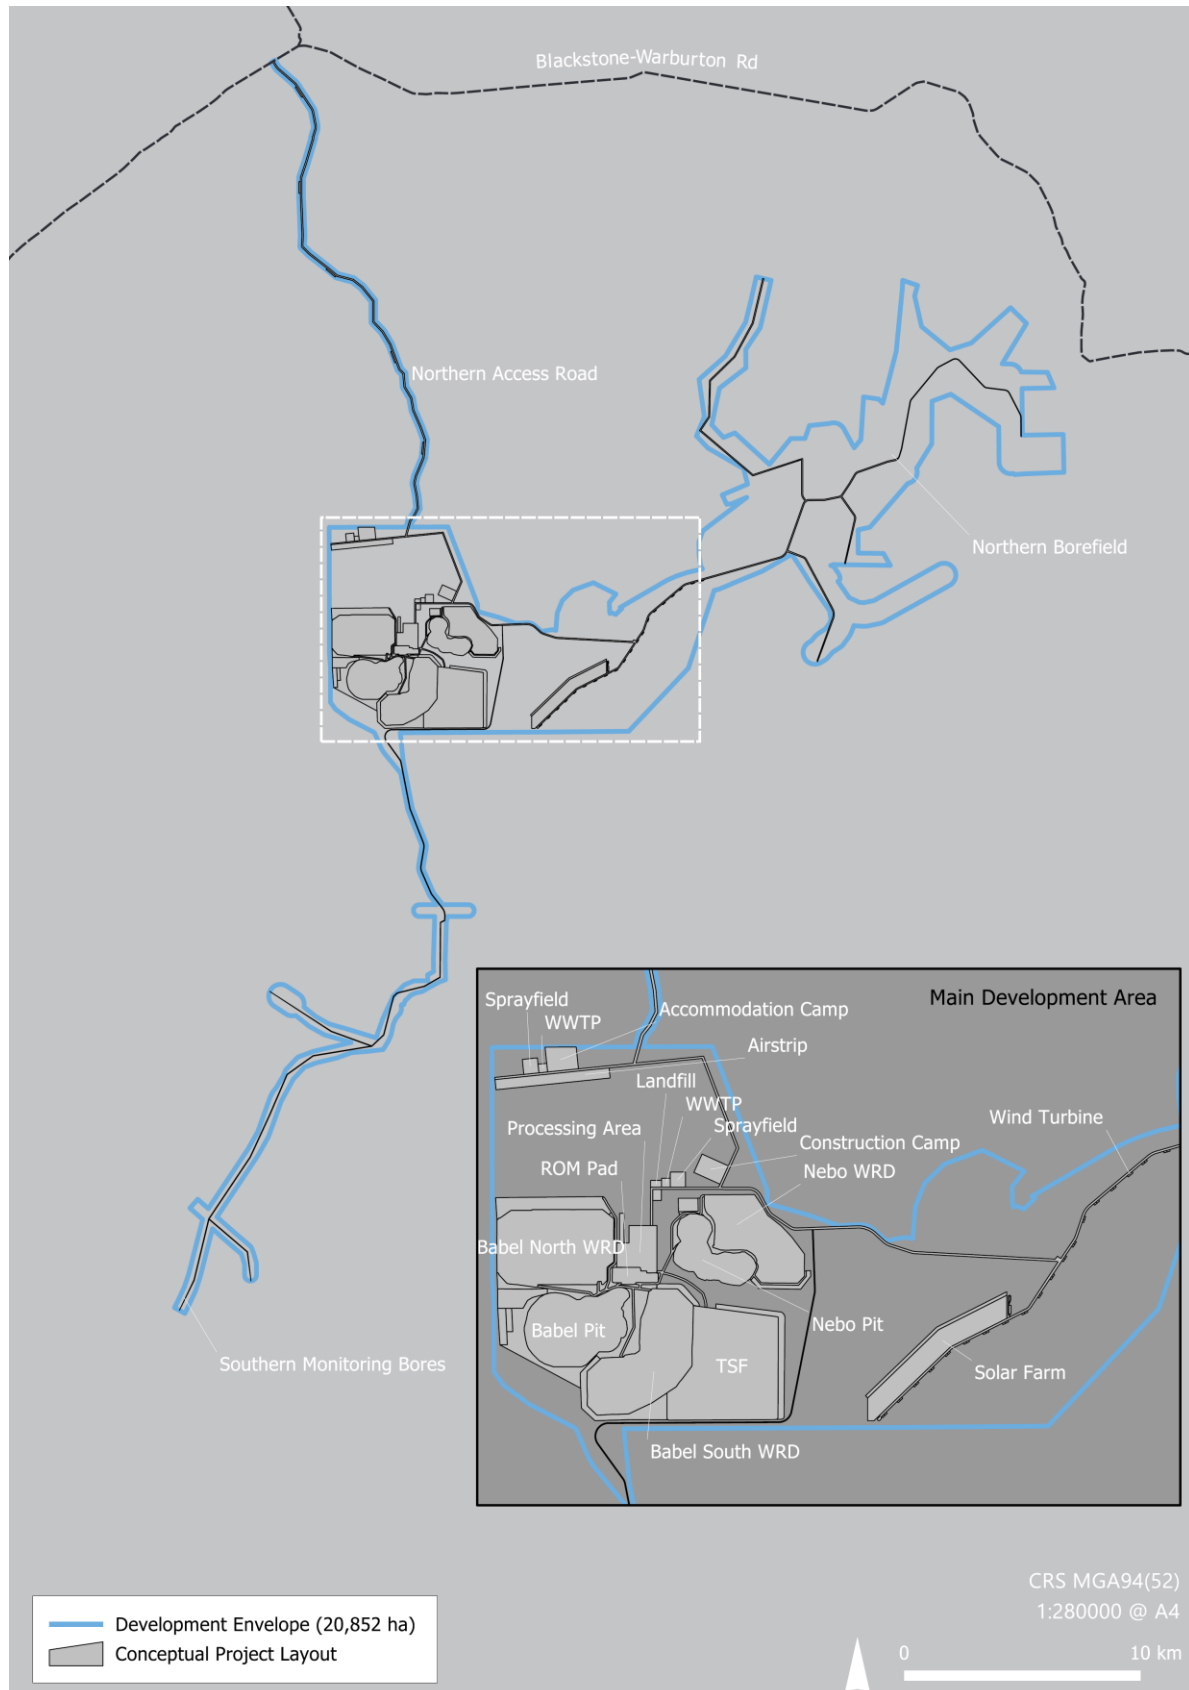 Blackstone-Warburton Rd
Northern Access Road
Northern Borefield
Main Development Area
Sprayfield
WWTP
Accommodation Camp
Airstrip
Landfill
WWTP
Processing Area
Sprayfield
Wind Turbine
Construction Camp
ROM Pad
Nebo WRD
Babel North WRD
Babel Pit
Nebo Pit
TSF
Solar Farm
Southern Monitoring Bores
Babel South WRD
CRS MGA94(52)
1:280000 @ A4
Development Envelope (20,852 ha)
Conceptual Project Layout
0
10 km